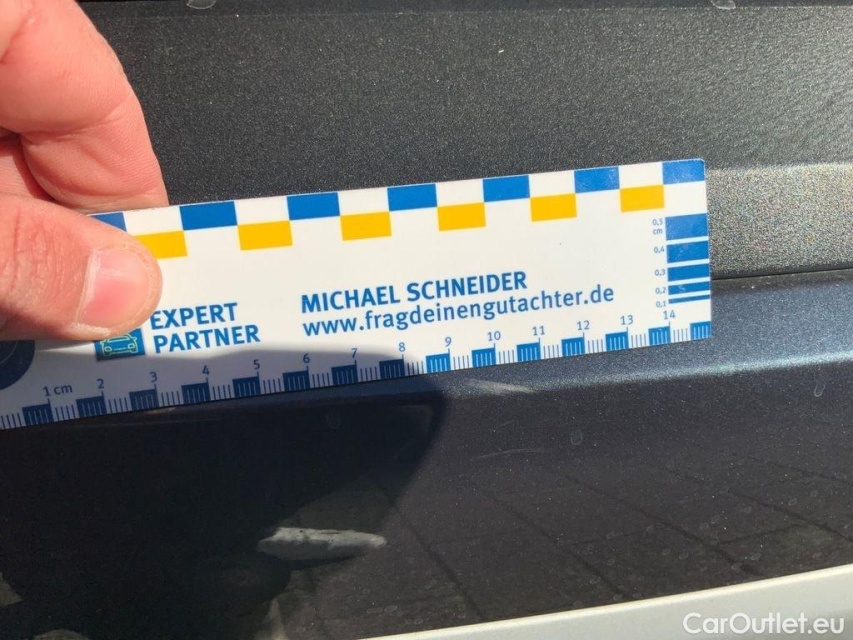 EXPERT
PARTNER
MICHAEL SCHNEIDER
www.fragdeinengutachter.de
0,5
cm
0,4
0,3
0,2
0,1
1 cm 2 3 4 5 6 7 8 9 10 11 12 13 14
CarOutlet.eu